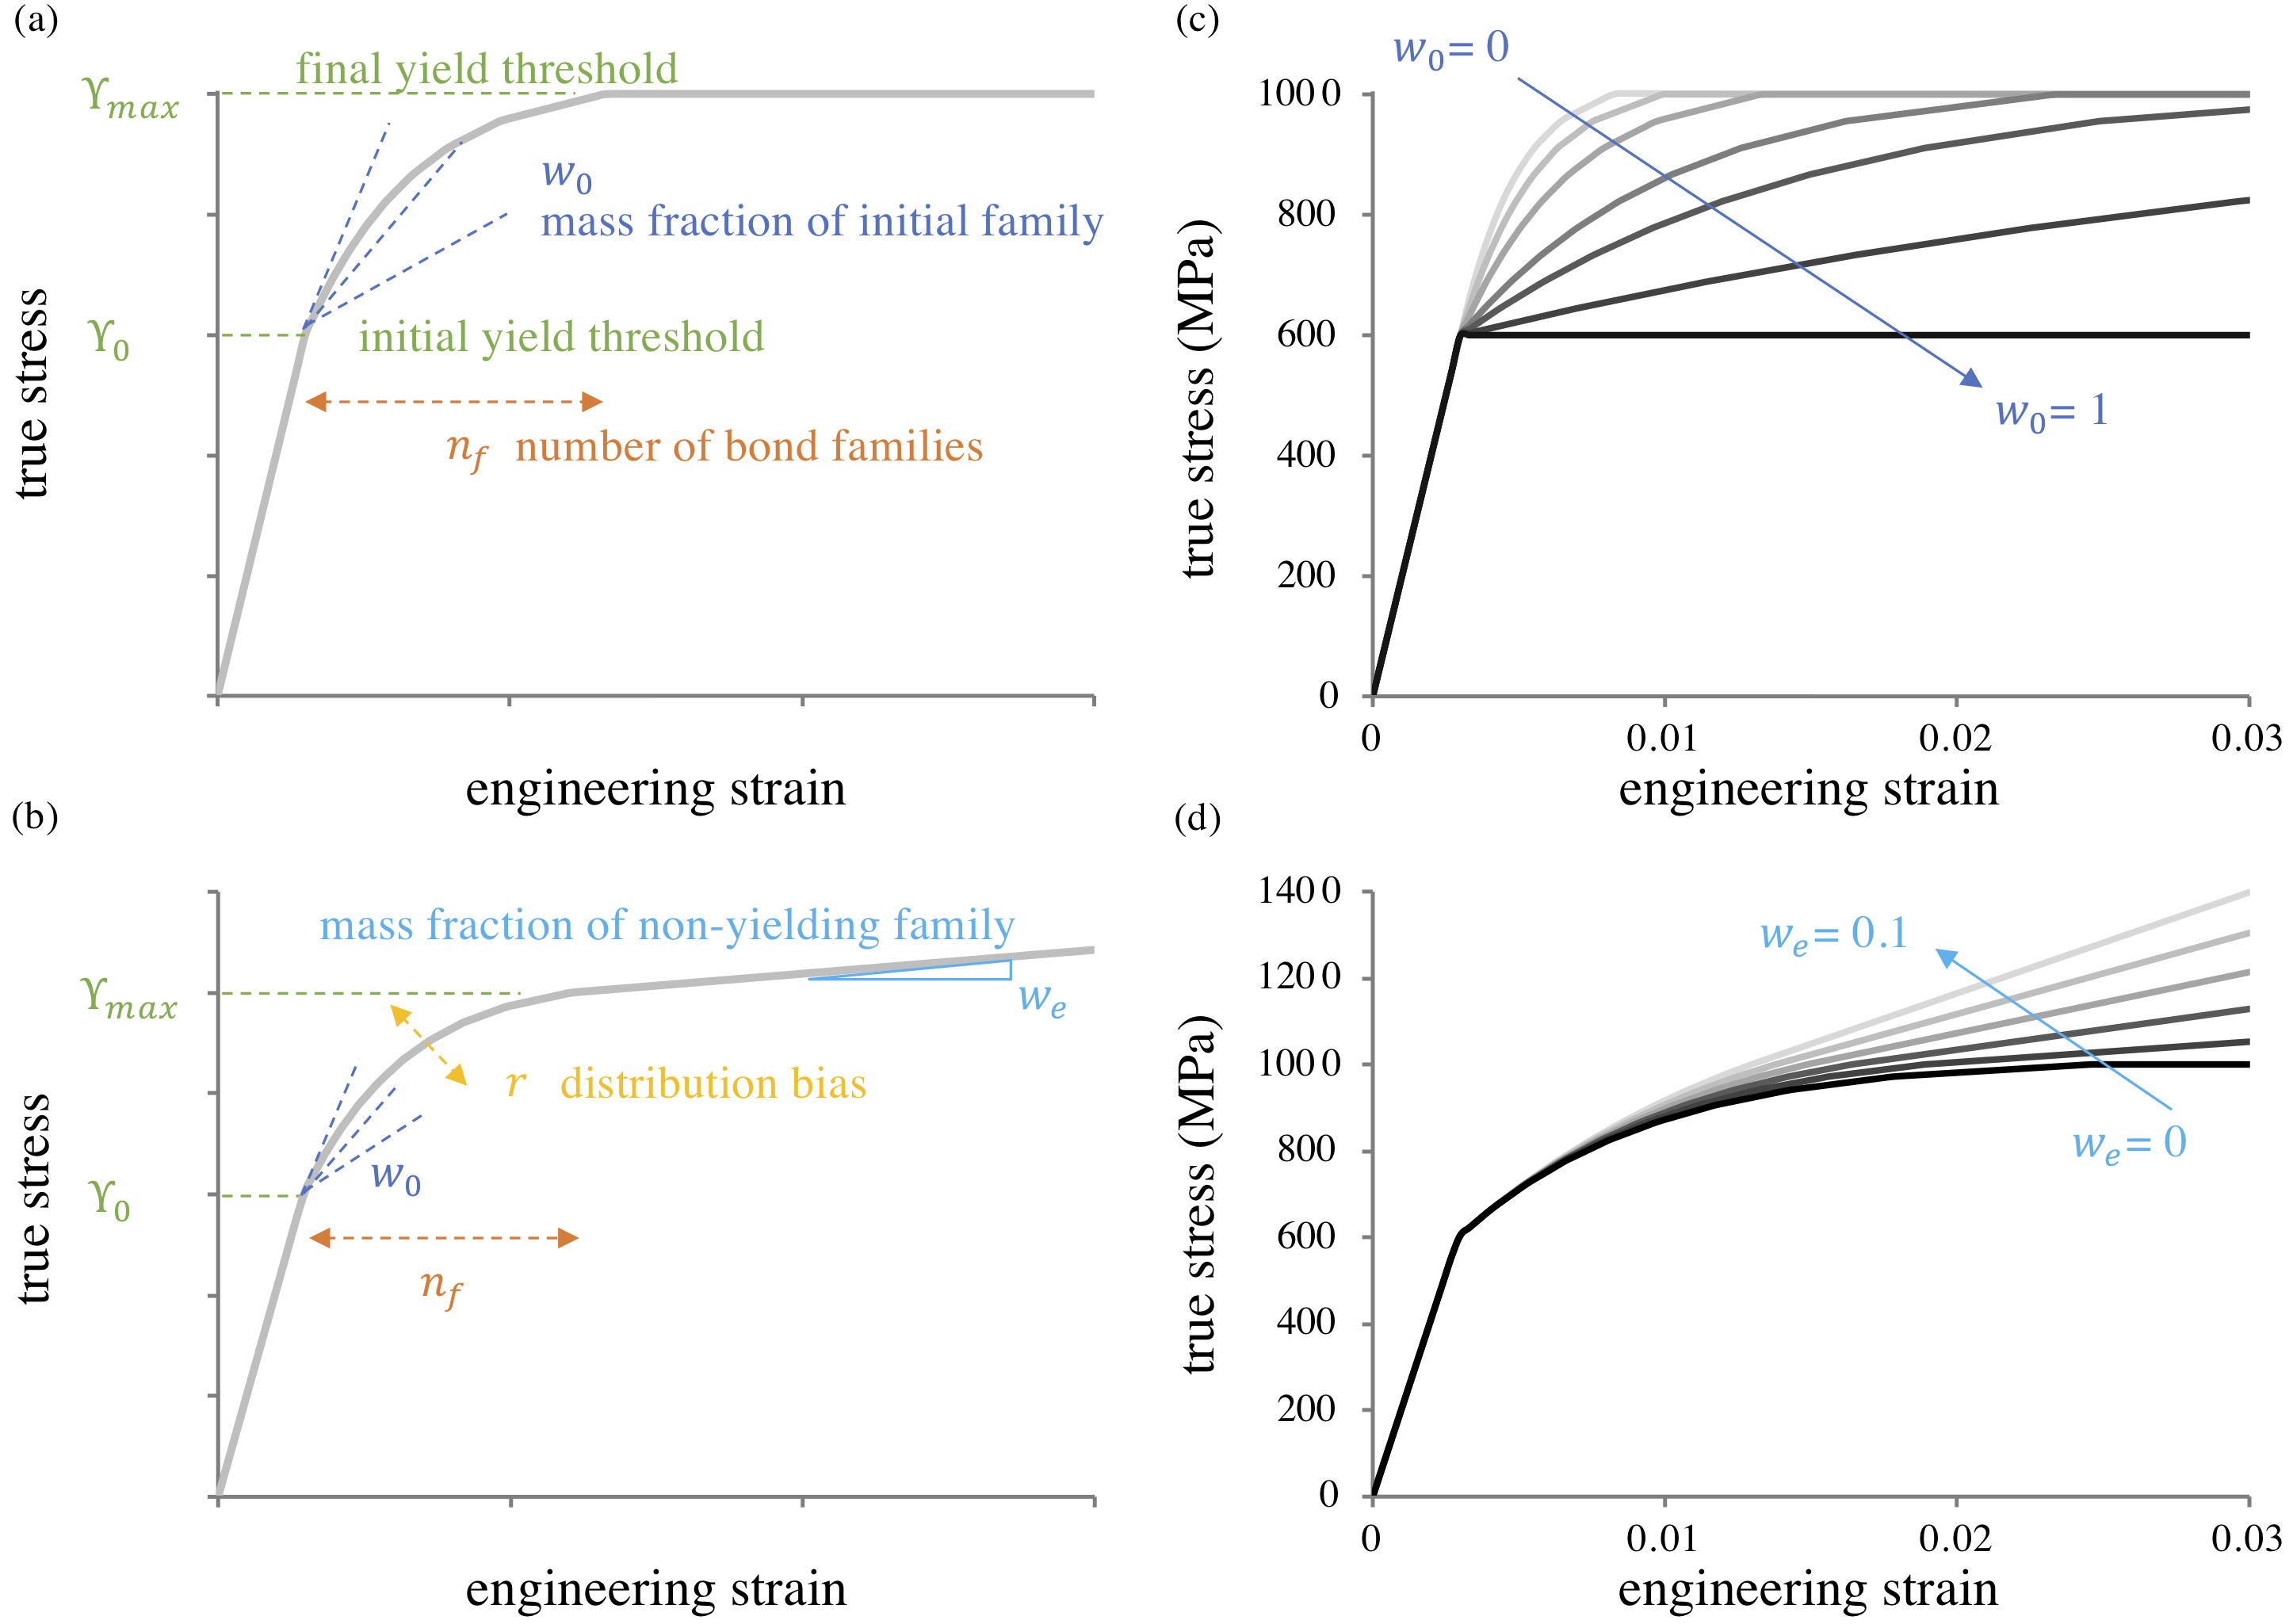 (a)
final yield threshold
ϒmax
w0
mass fraction of initial family
ϒ0
initial yield threshold
nf number of bond families
true stress
engineering strain
(b)
mass fraction of non-yielding family
ϒmax
we
r distribution bias
w0
ϒ0
nf
true stress
engineering strain
(c)
w0= 0
1000
800
600
400
200
0
w0= 1
true stress (MPa)
0 0.01 0.02 0.03
engineering strain
(d)
1400
1200
1000
800
600
400
200
0
we= 0.1
we= 0
true stress (MPa)
0 0.01 0.02 0.03
engineering strain